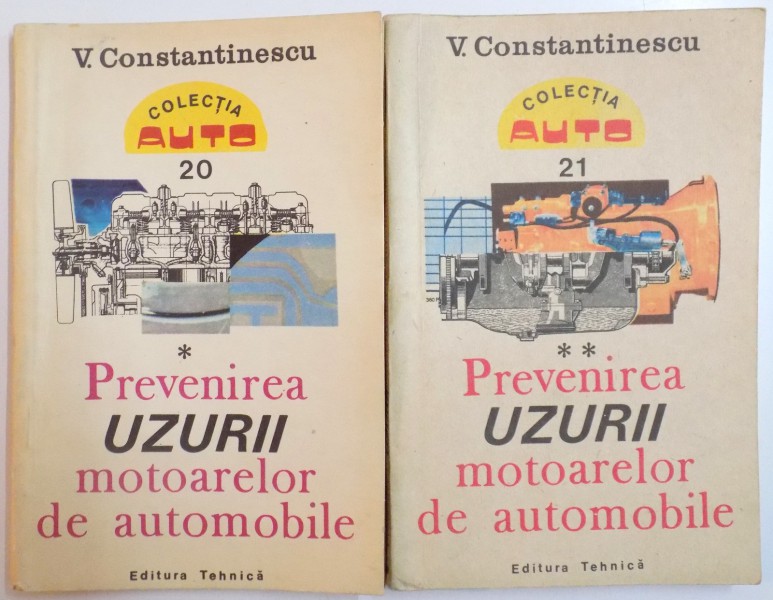 V. Constantinescu
COLECȚIA
AUTO
20
*
Prevenirea
UZURII
motoarelor
de automobile
Editura Tehnică
V. Constantinescu
COLECȚIA
AUTO
21
**
Prevenirea
UZURII
motoarelor
de automobile
Editura Tehnică